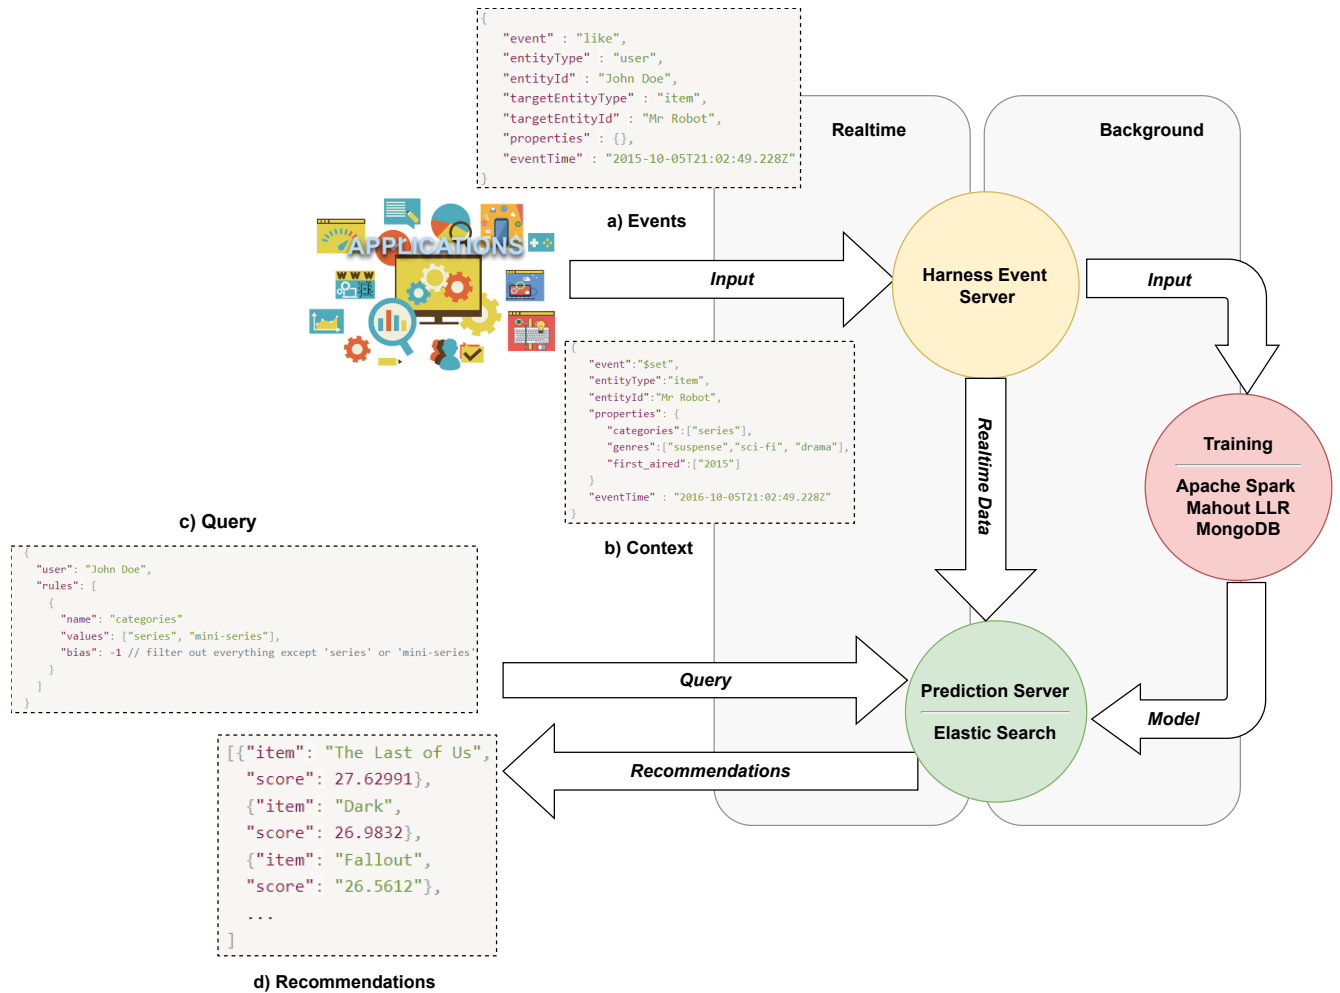 {
"event" : "like",
"entityType" : "user",
"entityId" : "John Doe",
"targetEntityType" : "item",
"targetEntityId" : "Mr Robot",
"properties" : {},
"eventTime" : "2015-10-05T21:02:49.228Z"
}
Realtime
Background
a) Events
APPLICATIONS
WWW
Input
Harness Event
Server
Input
{
"event":"$set",
"entityType":"item",
"entityId":"Mr Robot",
"properties": {
"categories":["series"],
"genres":["suspense","sci-fi", "drama"],
"first_aired":["2015"]
}
"eventTime" : "2016-10-05T21:02:49.228Z"
}
b) Context
Realtime Data
Training
Apache Spark
Mahout LLR
MongoDB
c) Query
{
"user": "John Doe",
"rules": [
{
"name": "categories"
"values": ["series", "mini-series"],
"bias": -1 // filter out everything except 'series' or 'mini-series'
}
]
}
Query
Prediction Server
Elastic Search
Model
Recommendations
[{"item": "The Last of Us",
"score": 27.62991},
{"item": "Dark",
"score": 26.9832},
{"item": "Fallout",
"score": "26.5612"},
...
]
d) Recommendations